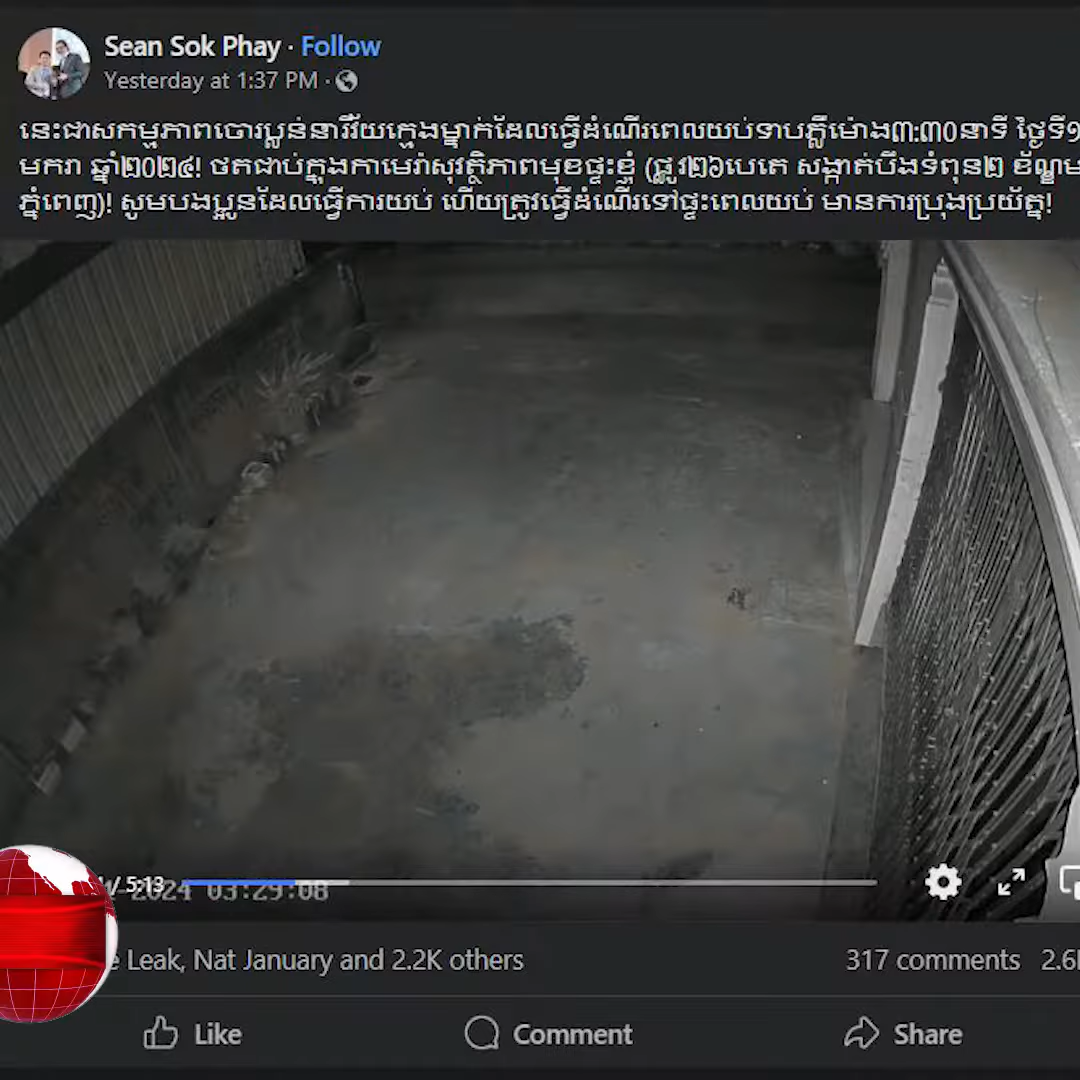 Sean Sok Phay · Follow
Yesterday at 1:37 PM ·
នេះជាសកម្មភាពចោរប្លន់នារីវ័យក្មេងម្នាក់ដែលធ្វើដំណើរពេលយប់ទាបភ្លឺម៉ោង៣:30នាទី ថ្ងៃទី១
មករា ឆ្នាំ២0២៤! ថតជាប់ក្នុងកាមេរ៉ាសុវត្ថិភាពមុខផ្ទះខ្ញុំ (ផ្លូវ២៦បេតេ សង្កាត់បឹងទំពុន២ ខ័ណ្ឌម
ភ្នំពេញ)! សូមបងប្អូនដែលធ្វើការយប់ ហើយត្រូវធ្វើដំណើរទៅផ្ទះពេលយប់ មានការប្រុងប្រយ័ត្ន!
/ 5:13
2024 03:29:08
Leak, Nat January and 2.2K others
317 comments 2.6
Like Comment Share